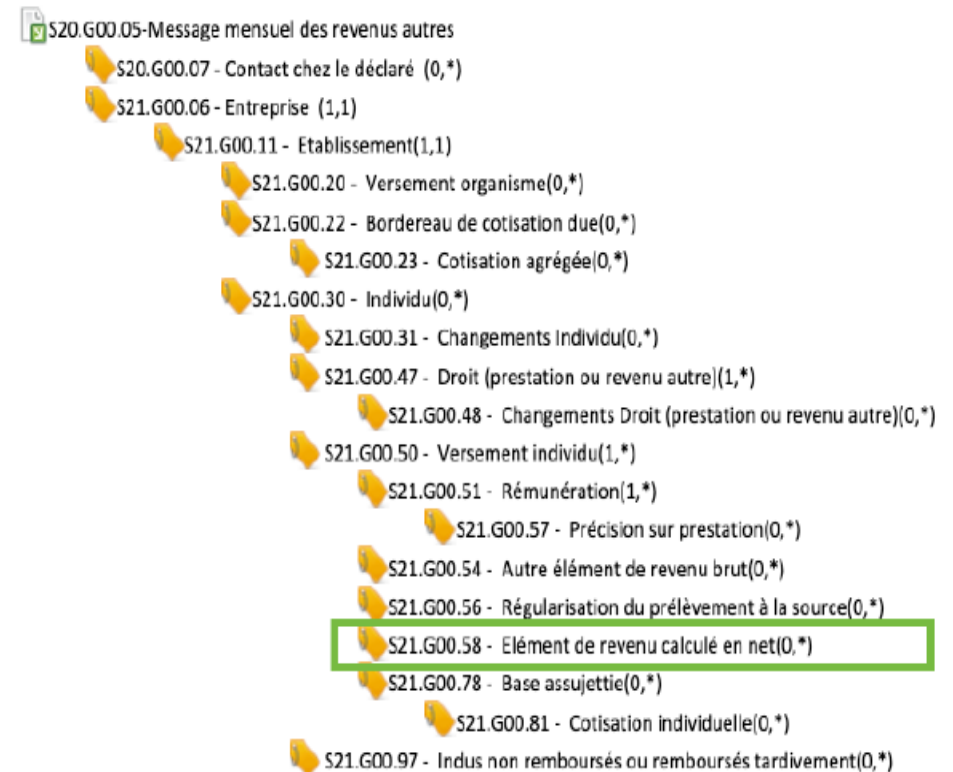 S20.G00.05-Message mensuel des revenus autres
S20.G00.07 - Contact chez le déclaré (0,*)
S21.G00.06 - Entreprise (1,1)
S21.G00.11 - Etablissement(1,1)
S21.G00.20 - Versement organisme(0,*)
S21.G00.22 - Bordereau de cotisation due(0,*)
S21.G00.23 - Cotisation agrégée(0,*)
S21.G00.30 - Individu(0,*)
S21.G00.31 - Changements Individu(0,*)
S21.G00.47 - Droit (prestation ou revenu autre)(1,*)
S21.G00.48 - Changements Droit (prestation ou revenu autre)(0,*)
S21.G00.50 - Versement individu(1,*)
S21.G00.51 - Rémunération(1,*)
S21.G00.57 - Précision sur prestation(0,*)
S21.G00.54 - Autre élément de revenu brut(0,*)
S21.G00.56 - Régularisation du prélèvement à la source(0,*)
S21.G00.58 - Elément de revenu calculé en net(0,*)
S21.G00.78 - Base assujettie(0,*)
S21.G00.81 - Cotisation individuelle(0,*)
S21.G00.97 - Indus non remboursés ou remboursés tardivement(0,*)